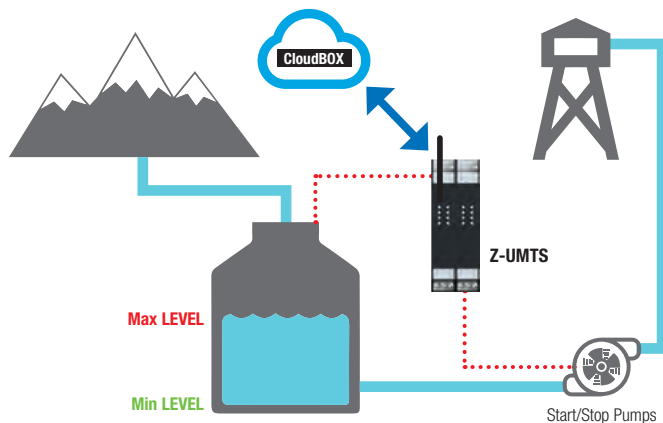 CloudBOX
Z-UMTS
Max LEVEL
Min LEVEL
Start/Stop Pumps